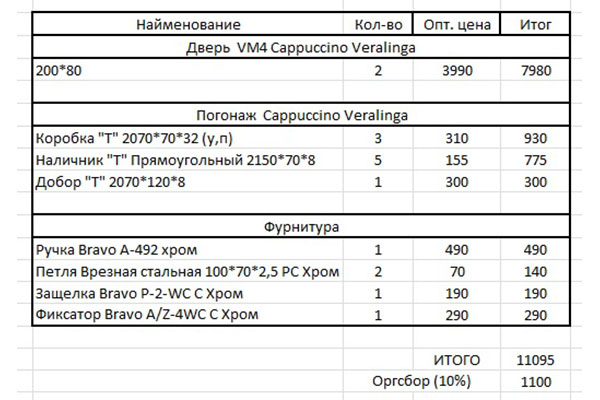 Наименование Кол-во Опт. цена Итог
Дверь VM4 Cappuccino Veralinga
200*80 2 3990 7980
Погонаж Cappuccino Veralinga
Коробка "Т" 2070*70*32 (у,п) 3 310 930
Наличник "Т" Прямоугольный 2150*70*8 5 155 775
Добор "Т" 2070*120*8 1 300 300
Фурнитура
Ручка Bravo А-492 хром 1 490 490
Петля Врезная стальная 100*70*2,5 PC Хром 2 70 140
Защелка Bravo P-2-WC С Хром 1 190 190
Фиксатор Bravo A/Z-4WC С Хром 1 290 290
ИТОГО 11095
Оргсбор (10%) 1100